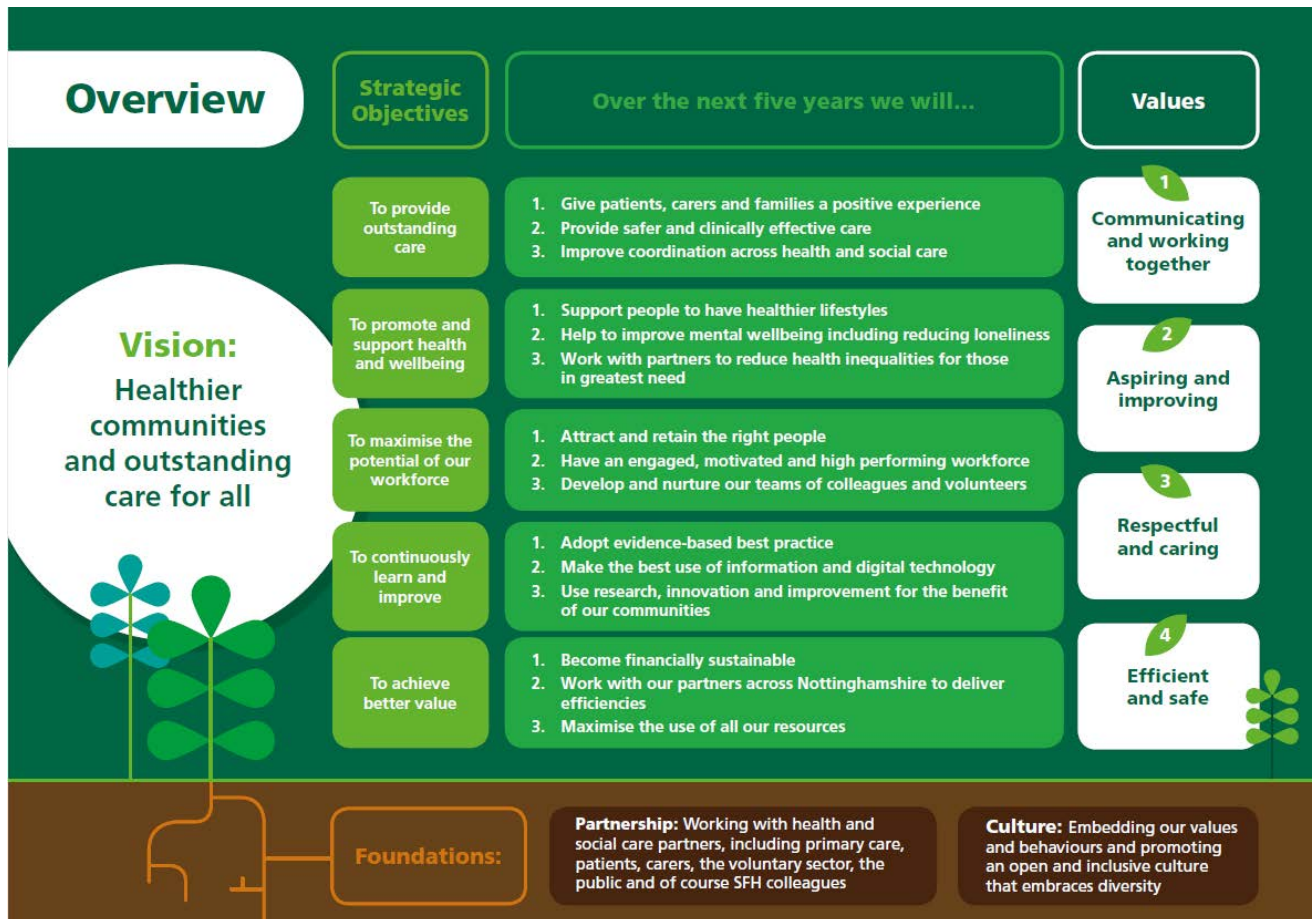 Overview
Strategic
Objectives
Over the next five years we will...
Values
Vision:
Healthier
communities
and outstanding
care for all
To provide
outstanding
care
1. Give patients, carers and families a positive experience
2. Provide safer and clinically effective care
3. Improve coordination across health and social care
To promote and
support health
and wellbeing
1. Support people to have healthier lifestyles
2. Help to improve mental wellbeing including reducing loneliness
3. Work with partners to reduce health inequalities for those
in greatest need
To maximise the
potential of our
workforce
1. Attract and retain the right people
2. Have an engaged, motivated and high performing workforce
3. Develop and nurture our teams of colleagues and volunteers
To continuously
learn and
improve
1. Adopt evidence-based best practice
2. Make the best use of information and digital technology
3. Use research, innovation and improvement for the benefit
of our communities
To achieve
better value
1. Become financially sustainable
2. Work with our partners across Nottinghamshire to deliver
efficiencies
3. Maximise the use of all our resources
1
Communicating
and working
together
2
Aspiring and
improving
3
Respectful
and caring
4
Efficient
and safe
Foundations:
Partnership: Working with health and
social care partners, including primary care,
patients, carers, the voluntary sector, the
public and of course SFH colleagues
Culture: Embedding our values
and behaviours and promoting
an open and inclusive culture
that embraces diversity